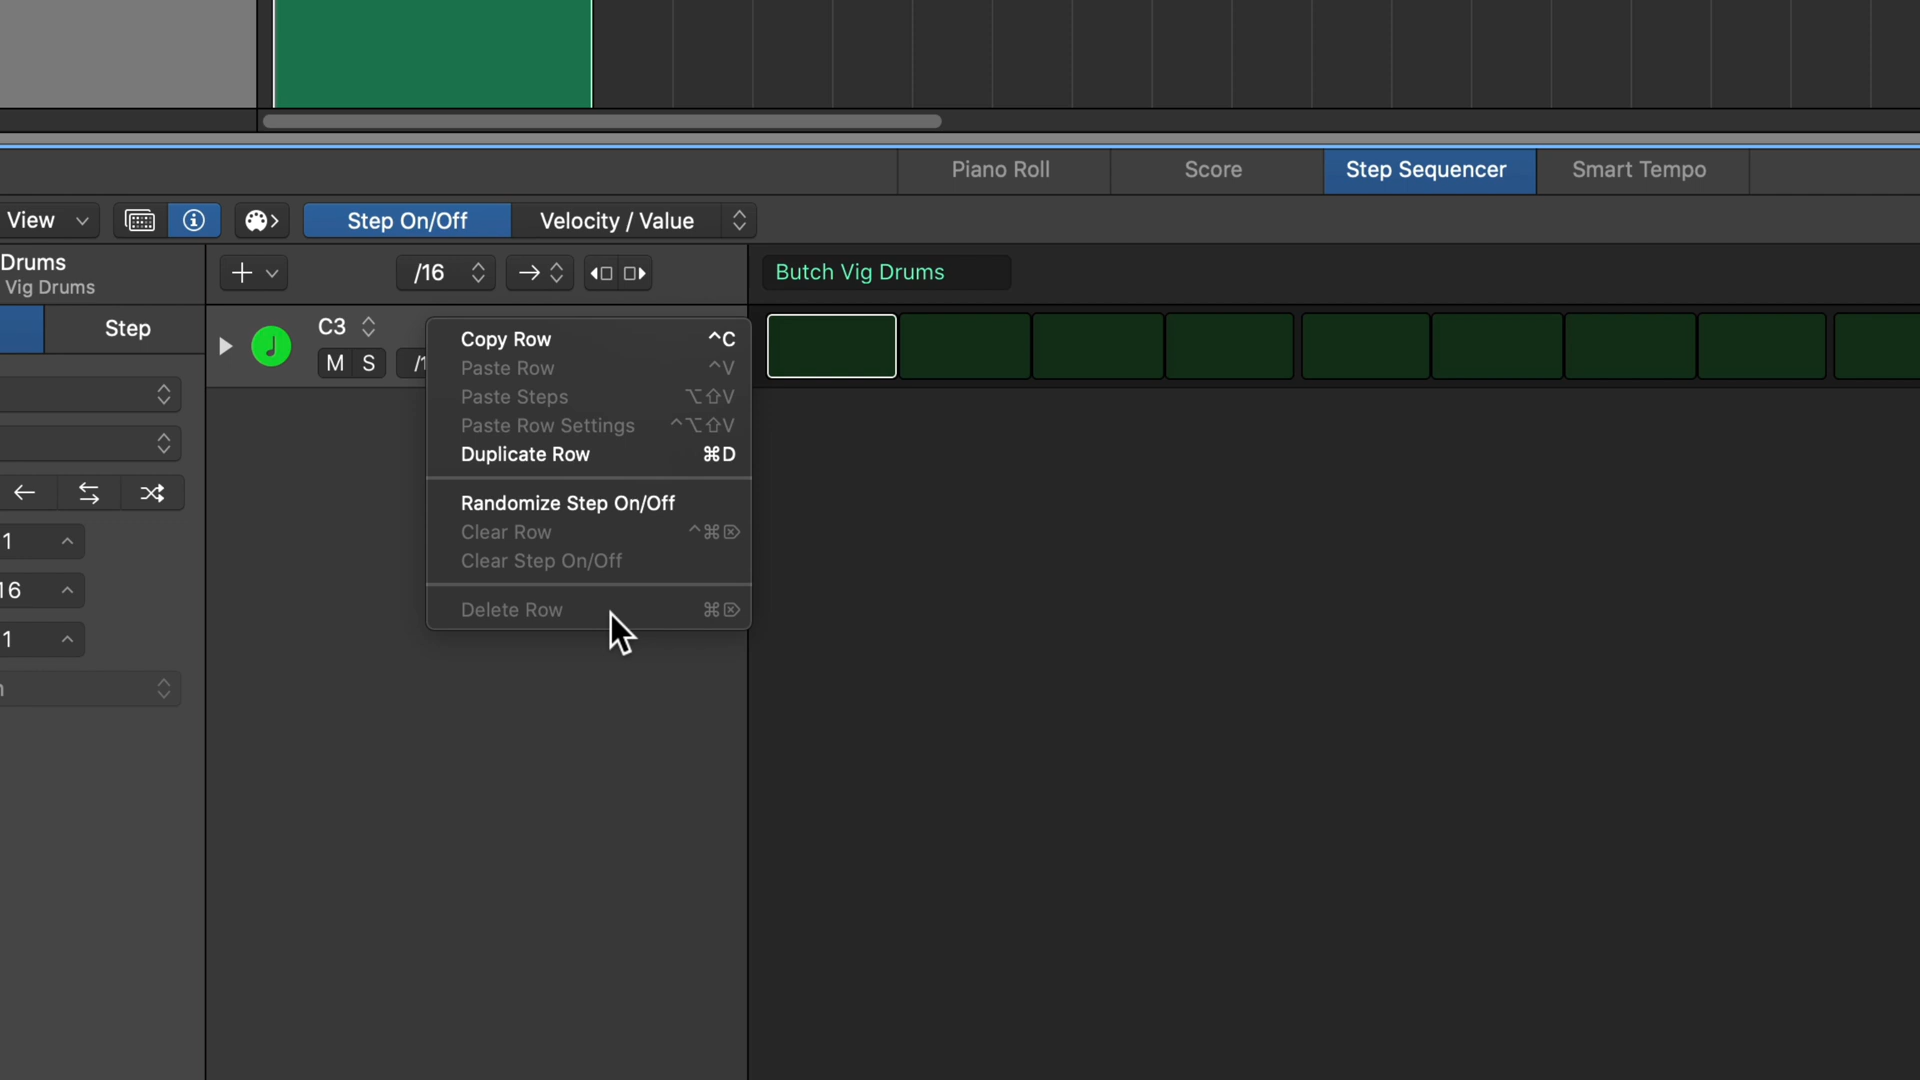 Piano Roll
Score
Step Sequencer
Smart Tempo
View
Step On/Off
Velocity / Value
Drums
Vig Drums
/16
Butch Vig Drums
Step
C3
M S
Copy Row ^C
Paste Row ^V
Paste Steps ⌥⇧V
Paste Row Settings ^⌥⇧V
Duplicate Row ⌘D
Randomize Step On/Off
Clear Row ^⌘⌦
Clear Step On/Off
Delete Row ⌘⌦
1
16
1